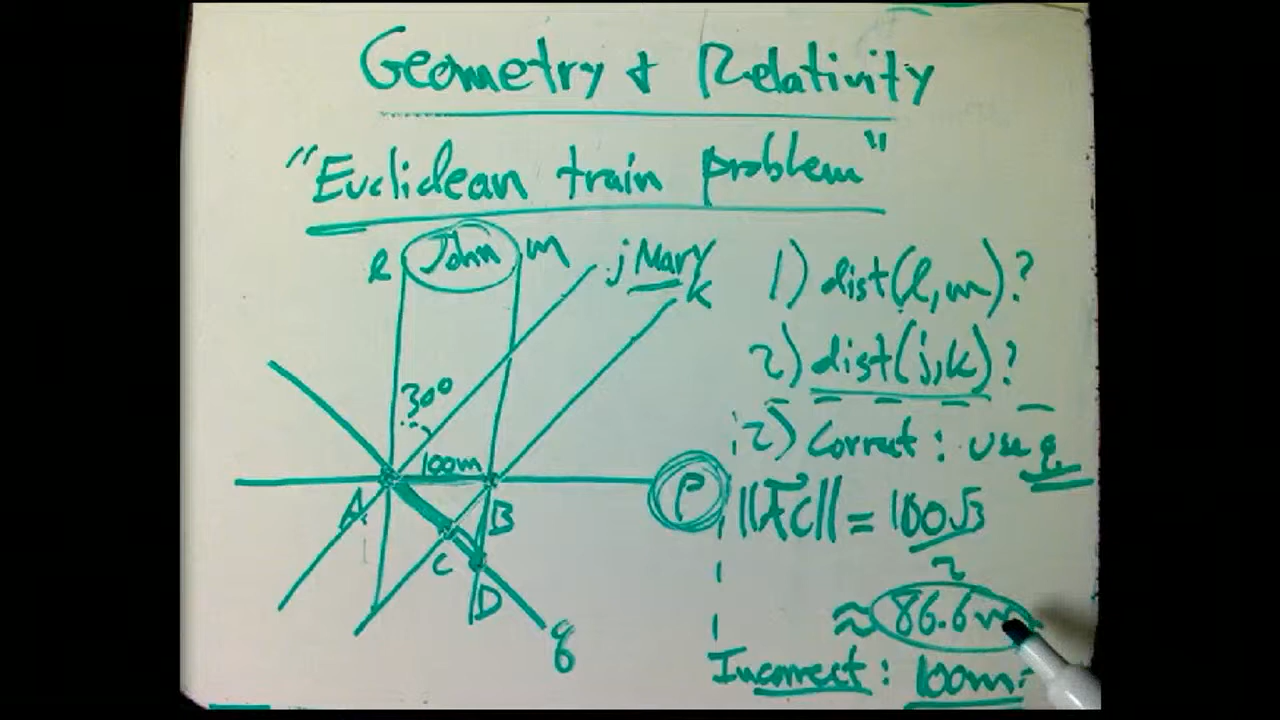 Geometry & Relativity
"Euclidean train problem"
l John m j Mary k
1) dist(l,m)?
2) dist(j,k)?
30°
2) Correct: use q
100m
A B P
||AC|| = 100√3
2
C D
≈ 86.6m
q
Incorrect: 100m